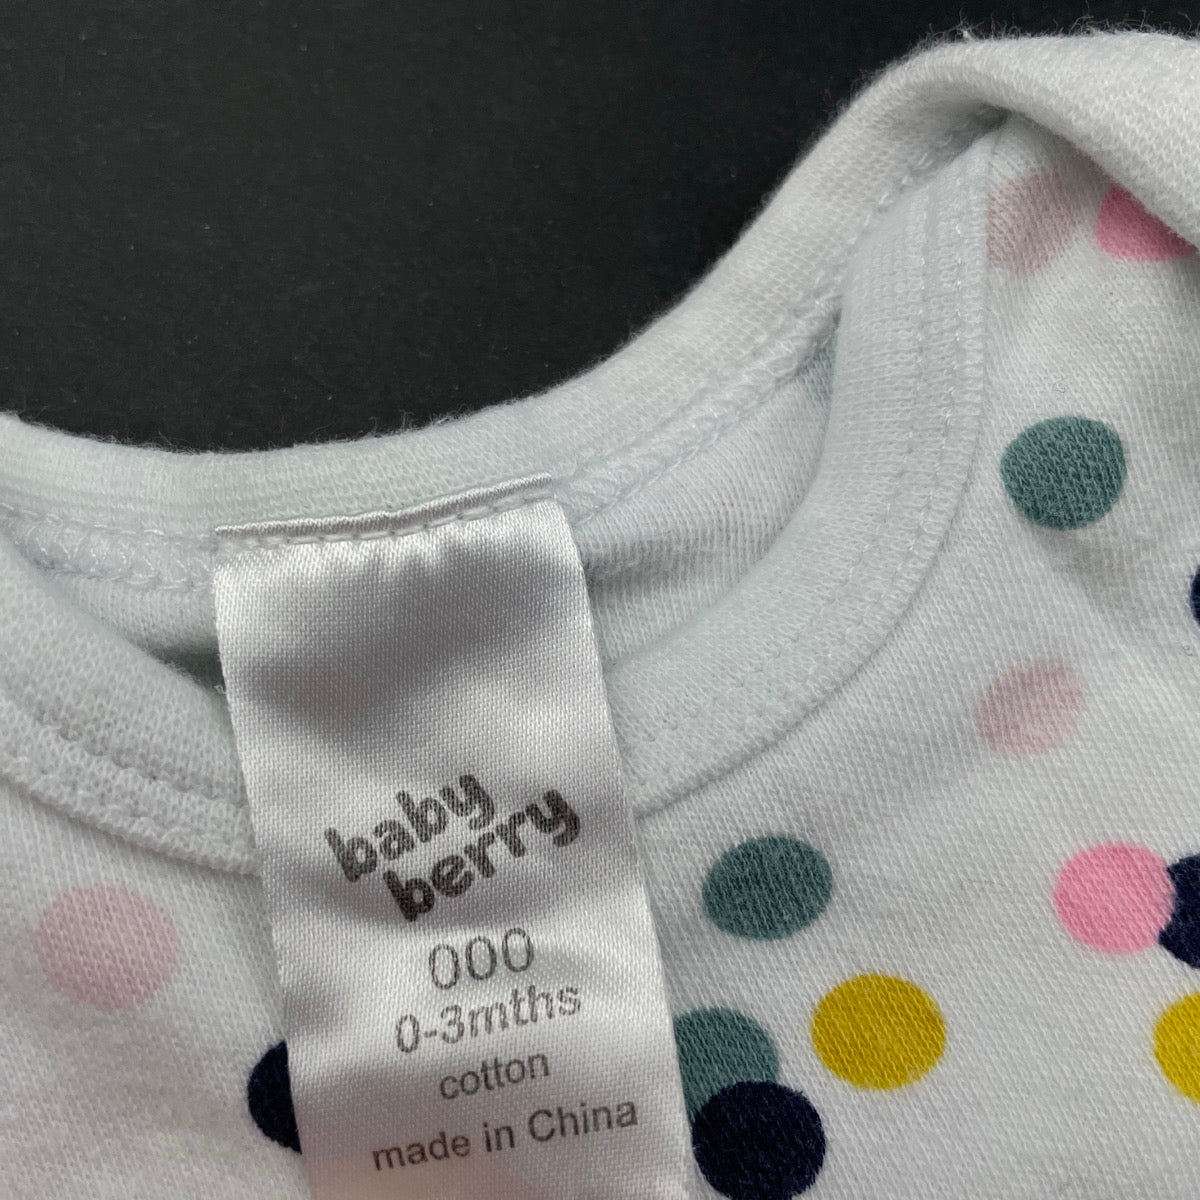 baby
berry
000
0-3mths
cotton
made in China